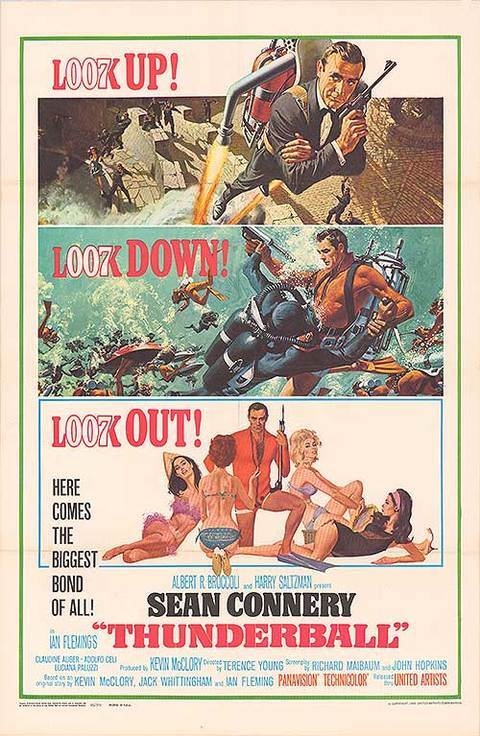 LOOK UP!
LOOK DOWN!
LOOK OUT!
HERE
COMES
THE
BIGGEST
BOND
OF ALL!
ALBERT R. BROCCOLI and HARRY SALTZMAN present
SEAN CONNERY
in IAN FLEMING'S "THUNDERBALL"
CLAUDINE AUGER · ADOLFO CELI
LUCIANA PALUZZI
Produced by KEVIN McCLORY Directed by TERENCE YOUNG Screenplay by RICHARD MAIBAUM and JOHN HOPKINS
Based on an original story by KEVIN McCLORY, JACK WHITTINGHAM and IAN FLEMING PANAVISION® TECHNICOLOR® Released thru UNITED ARTISTS